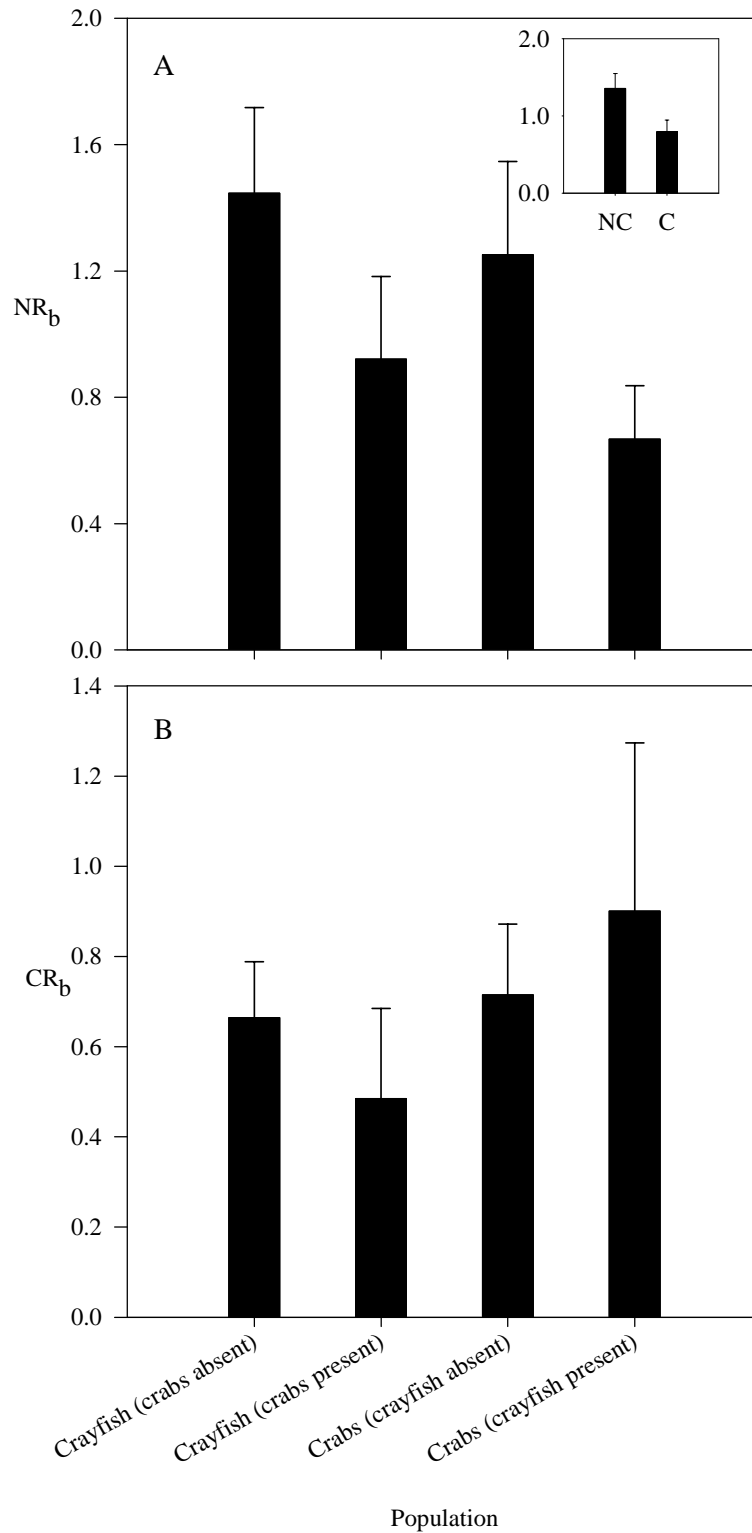 A
2.0
1.6
1.2
0.8
0.4
0.0
NRb
2.0
1.0
0.0
NC C
B
1.4
1.2
1.0
0.8
0.6
0.4
0.2
0.0
CRb
Crayfish (crabs absent)
Crayfish (crabs present)
Crabs (crayfish absent)
Crabs (crayfish present)
Population